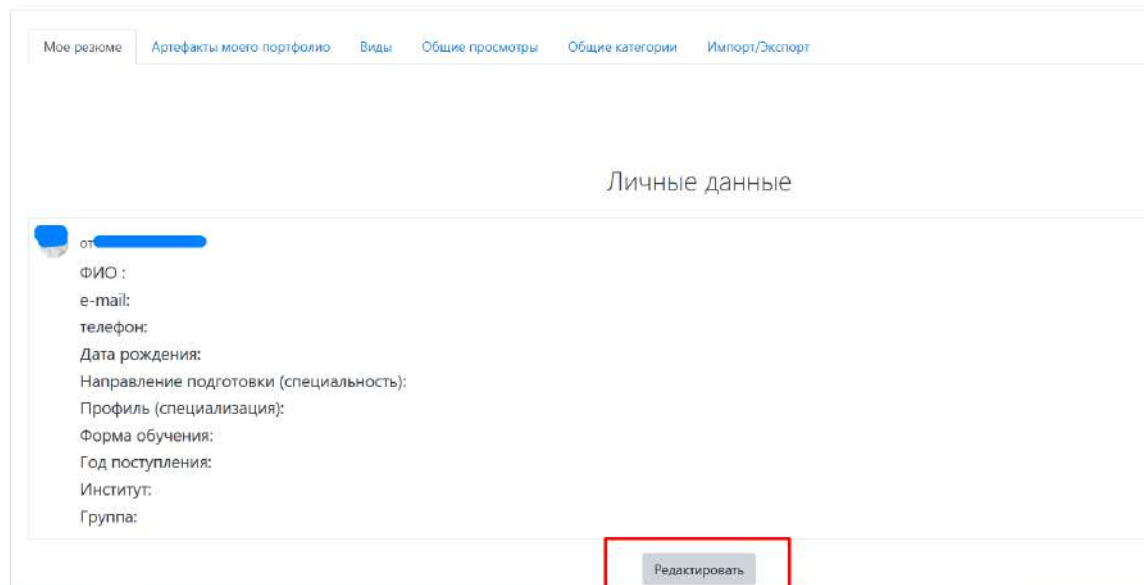 Мое резюме Артефакты моего портфолио Виды Общие просмотры Общие категории Импорт/Экспорт
Личные данные
от
ФИО :
e-mail:
телефон:
Дата рождения:
Направление подготовки (специальность):
Профиль (специализация):
Форма обучения:
Год поступления:
Институт:
Группа:
Редактировать